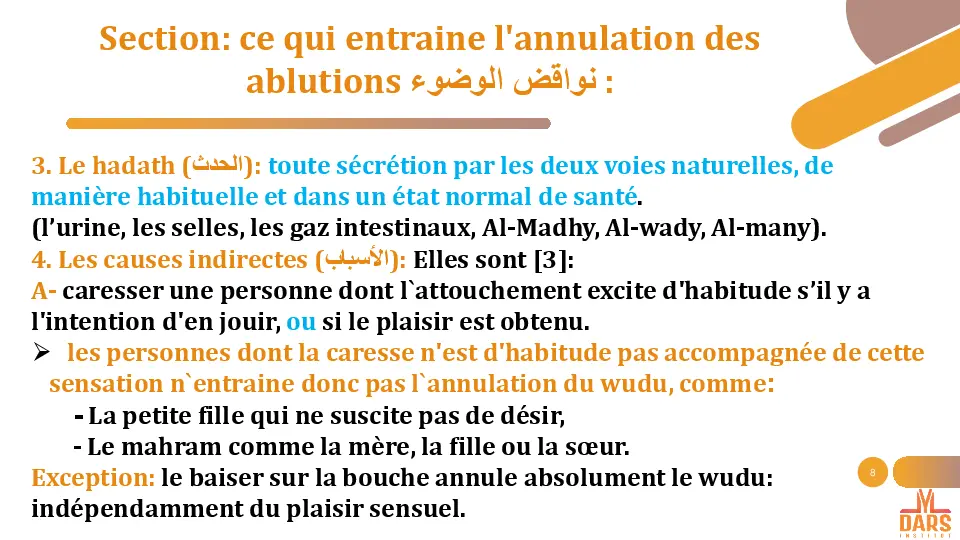 Section: ce qui entraine l'annulation des
ablutions نواقض الوضوء :
3. Le hadath (الحدث): toute sécrétion par les deux voies naturelles, de
manière habituelle et dans un état normal de santé.
(l’urine, les selles, les gaz intestinaux, Al-Madhy, Al-wady, Al-many).
4. Les causes indirectes (الأسباب): Elles sont [3]:
A- caresser une personne dont l`attouchement excite d'habitude s’il y a
l'intention d'en jouir, ou si le plaisir est obtenu.
➢ les personnes dont la caresse n'est d'habitude pas accompagnée de cette
sensation n`entraine donc pas l`annulation du wudu, comme:
- La petite fille qui ne suscite pas de désir,
- Le mahram comme la mère, la fille ou la sœur.
Exception: le baiser sur la bouche annule absolument le wudu:
indépendamment du plaisir sensuel.
8
DARS
INSTITUT